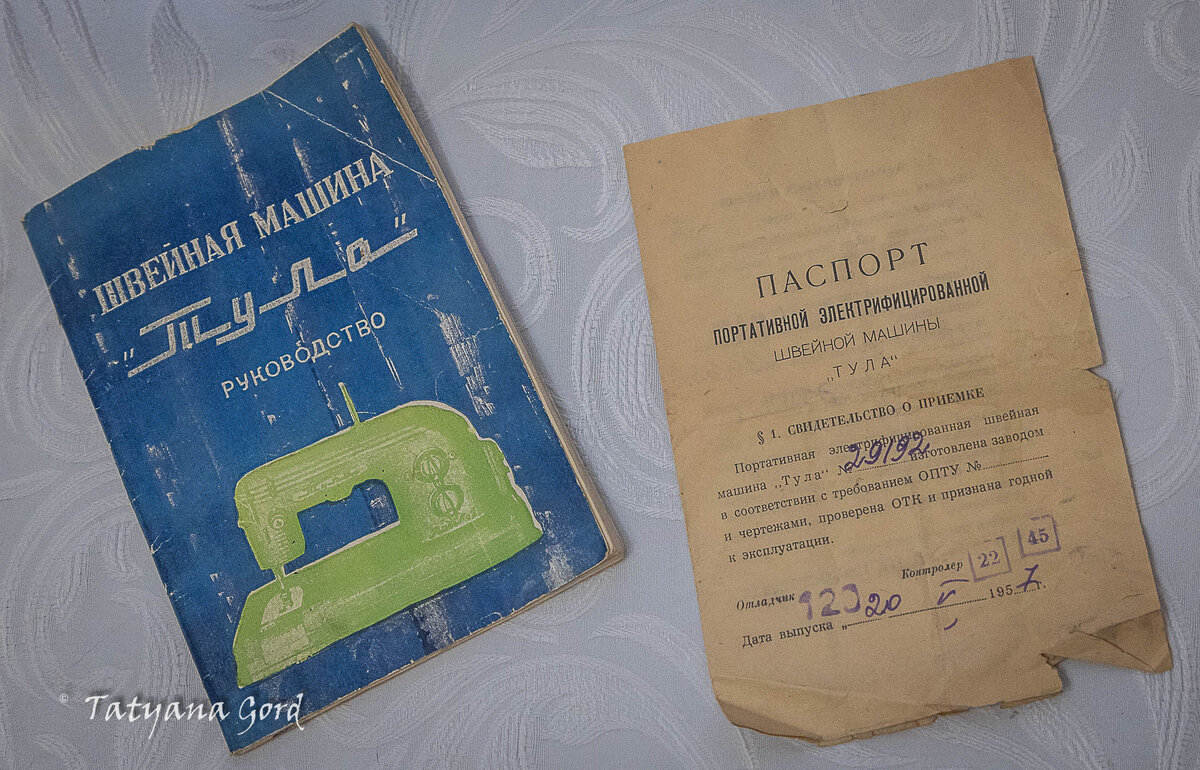 ШВЕЙНАЯ МАШИНА
„Тула“
РУКОВОДСТВО
ПАСПОРТ
ПОРТАТИВНОЙ ЭЛЕКТРИФИЦИРОВАННОЙ
ШВЕЙНОЙ МАШИНЫ
„ТУЛА“
§ 1. СВИДЕТЕЛЬСТВО О ПРИЕМКЕ
Портативная электрифицированная швейная
машина „Тула“ № 29192 изготовлена заводом
в соответствии с требованием ОПТУ №
и чертежами, проверена ОТК и признана годной
к эксплуатации.
Контролер 22 45
Отладчик 923
Дата выпуска „20 V 1957 г.
© Tatyana Gord